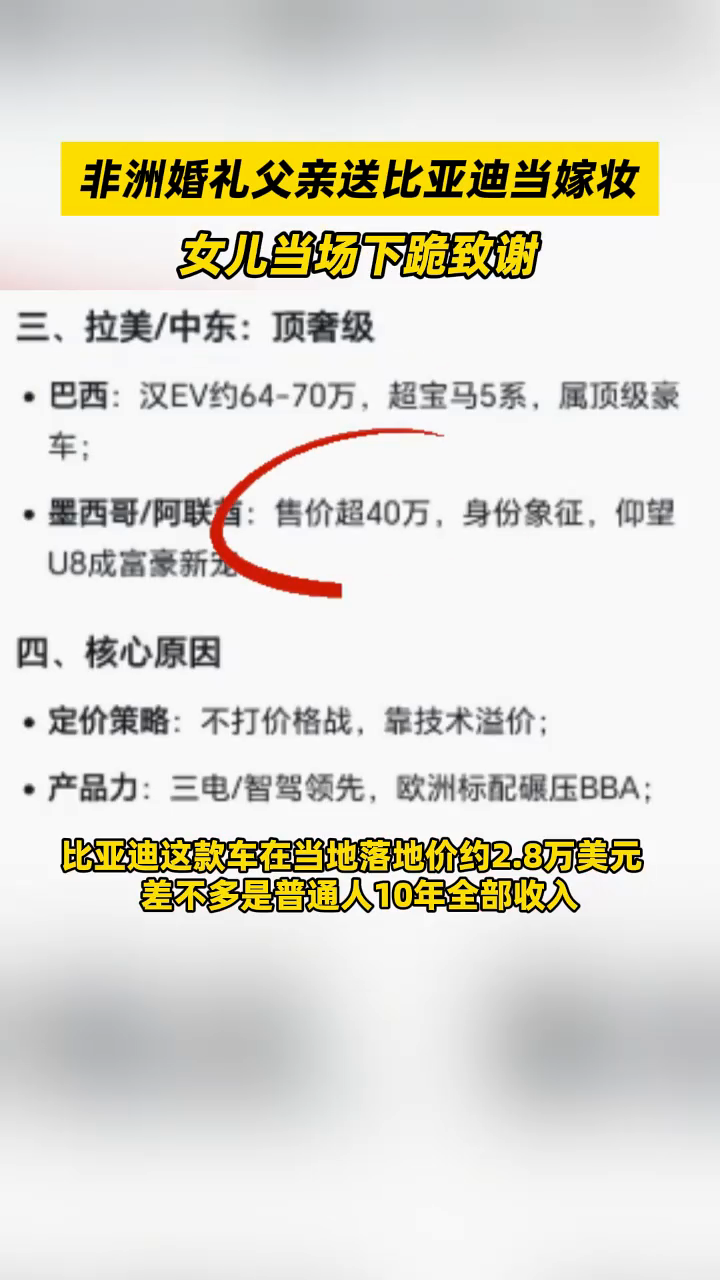 非洲婚礼父亲送比亚迪当嫁妆
女儿当场下跪致谢
三、拉美/中东：顶奢级
• 巴西：汉EV约64-70万，超宝马5系，属顶级豪
车；
• 墨西哥/阿联酋：售价超40万，身份象征，仰望
U8成富豪新宠
四、核心原因
• 定价策略：不打价格战，靠技术溢价；
• 产品力：三电/智驾领先，欧洲标配碾压BBA；
比亚迪这款车在当地落地价约2.8万美元
差不多是普通人10年全部收入